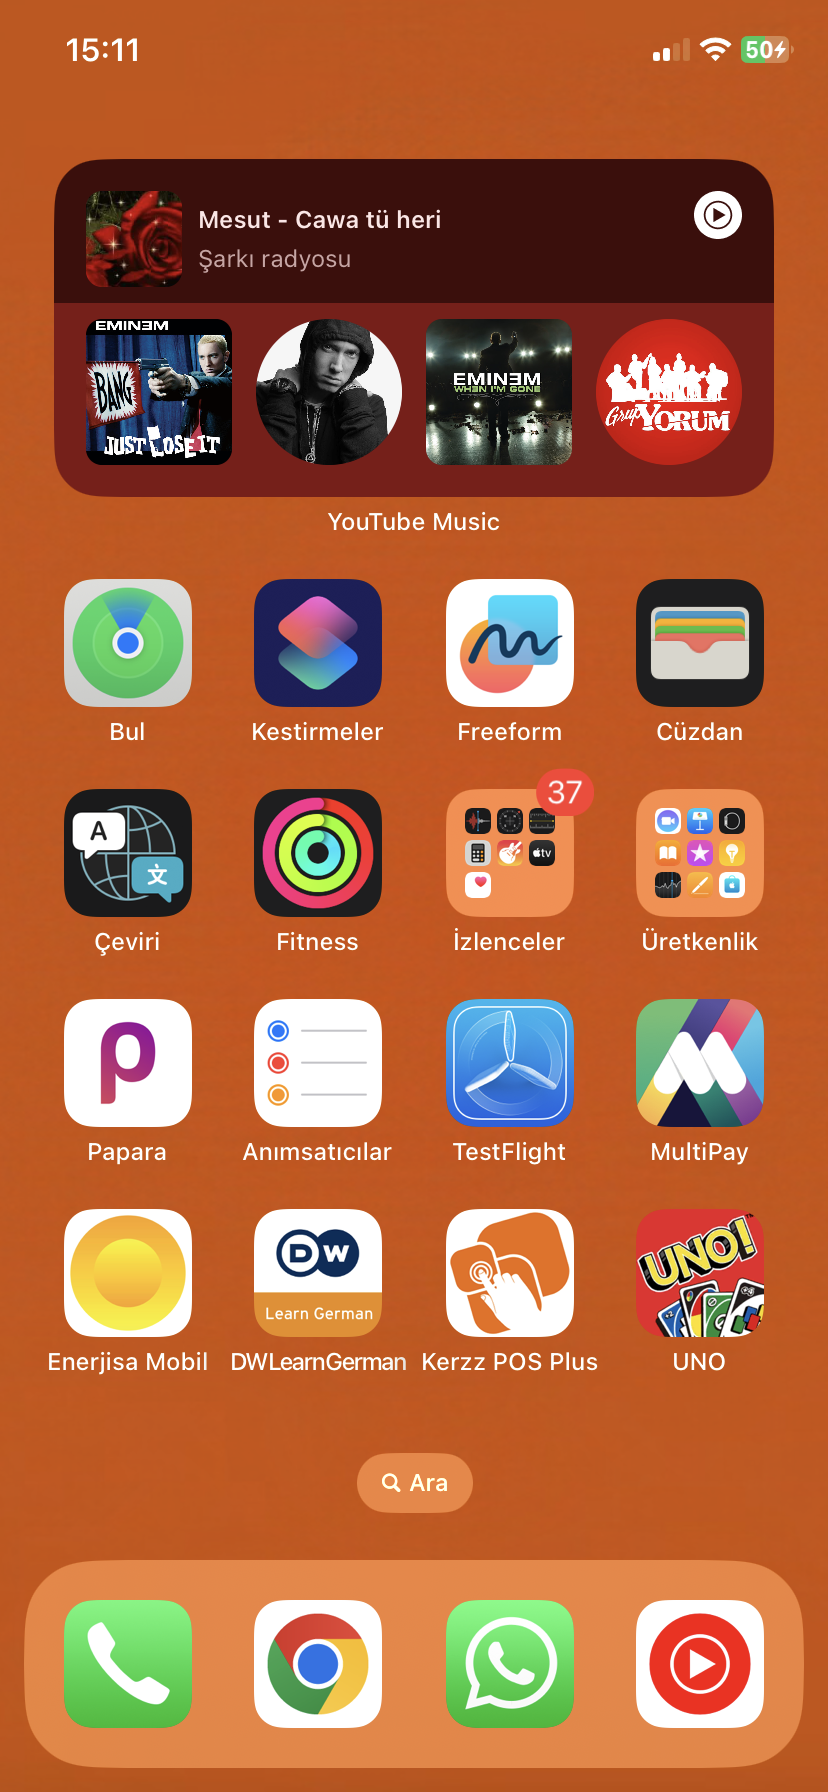 15:11
50
Mesut - Cawa tü heri
Şarkı radyosu
EMINEM
BANG
JUST LOSE IT
EMINEM
WHEN I'M GONE
Grup YORUM
YouTube Music
Bul
Kestirmeler
Freeform
Cüzdan
A
文
37
tv
Çeviri
Fitness
İzlenceler
Üretkenlik
Papara
Anımsatıcılar
TestFlight
MultiPay
DW
Learn German
UNO!
Enerjisa Mobil
DWLearnGerman
Kerzz POS Plus
UNO
Ara